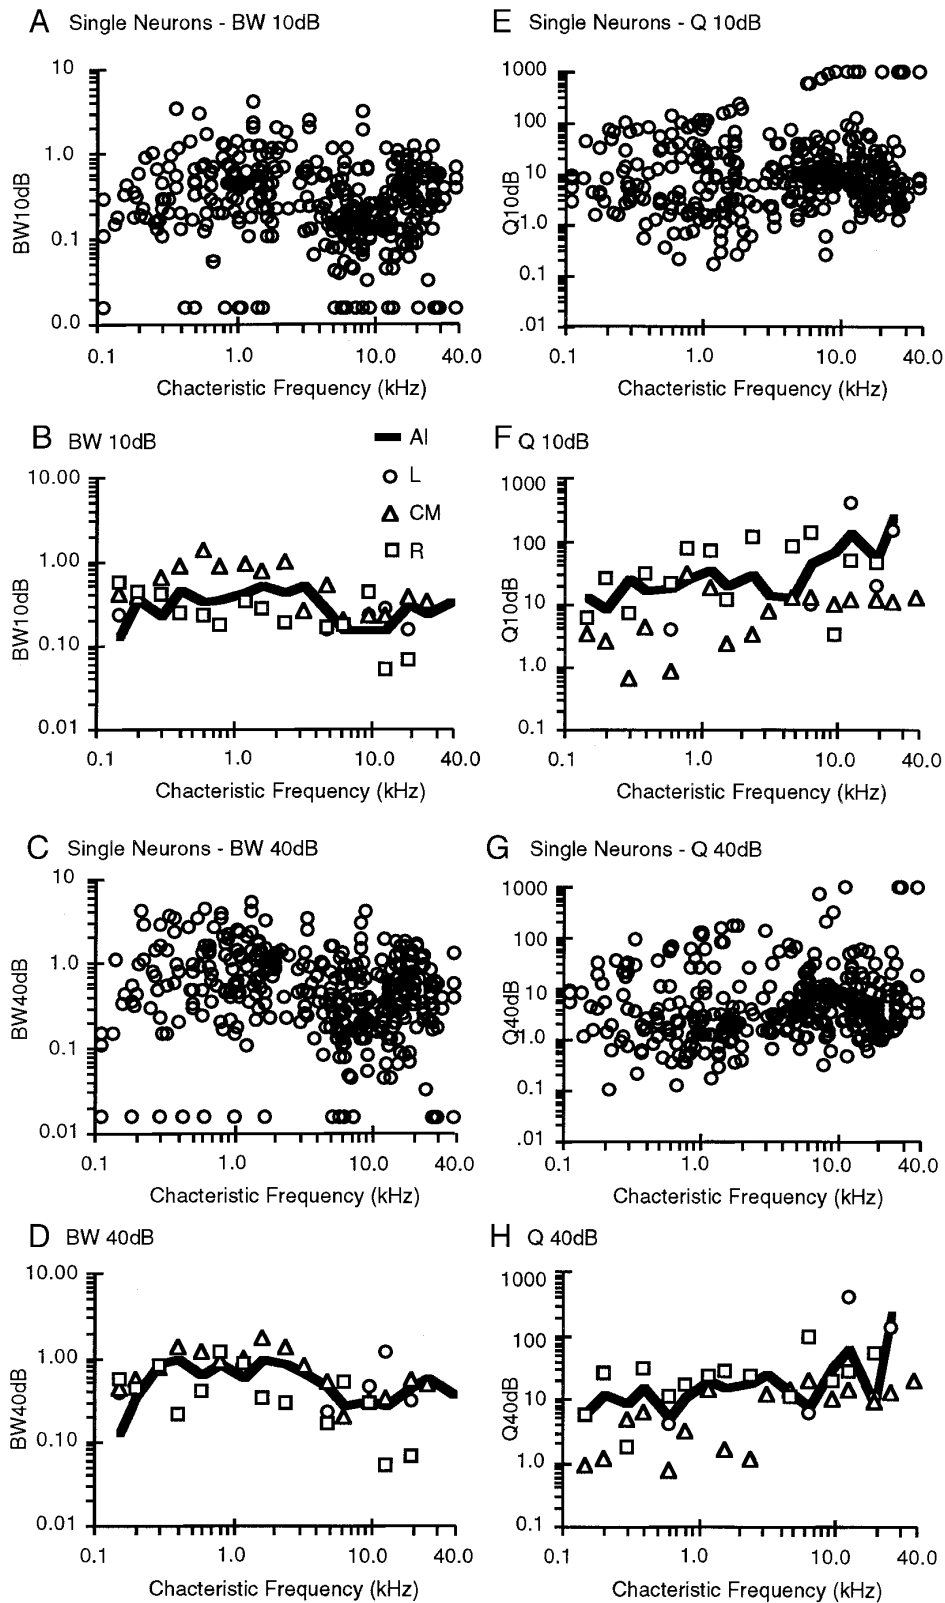 A Single Neurons - BW 10dB
10
1.0
0.1
0.0
BW10dB
0.1 1.0 10.0 40.0
Chacteristic Frequency (kHz)
E Single Neurons - Q 10dB
1000
100
10
1.0
0.1
.01
Q10dB
0.1 1.0 10.0 40.0
Chacteristic Frequency (kHz)
B BW 10dB
AI
L
CM
R
10.00
1.00
0.10
0.01
BW10dB
0.1 1.0 10.0 40.0
Chacteristic Frequency (kHz)
F Q 10dB
1000
100
10
1.0
0.1
Q10dB
0.1 1.0 10.0 40.0
Chacteristic Frequency (kHz)
C Single Neurons - BW 40dB
10
1.0
0.1
0.01
BW40dB
0.1 1.0 10.0 40.0
Chacteristic Frequency (kHz)
G Single Neurons - Q 40dB
1000
100
10
1.0
0.1
.01
Q40dB
0.1 1.0 10.0 40.0
Chacteristic Frequency (kHz)
D BW 40dB
10.00
1.00
0.10
0.01
BW40dB
0.1 1.0 10.0 40.0
Chacteristic Frequency (kHz)
H Q 40dB
1000
100
10
1.0
0.1
Q40dB
0.1 1.0 10.0 40.0
Chacteristic Frequency (kHz)